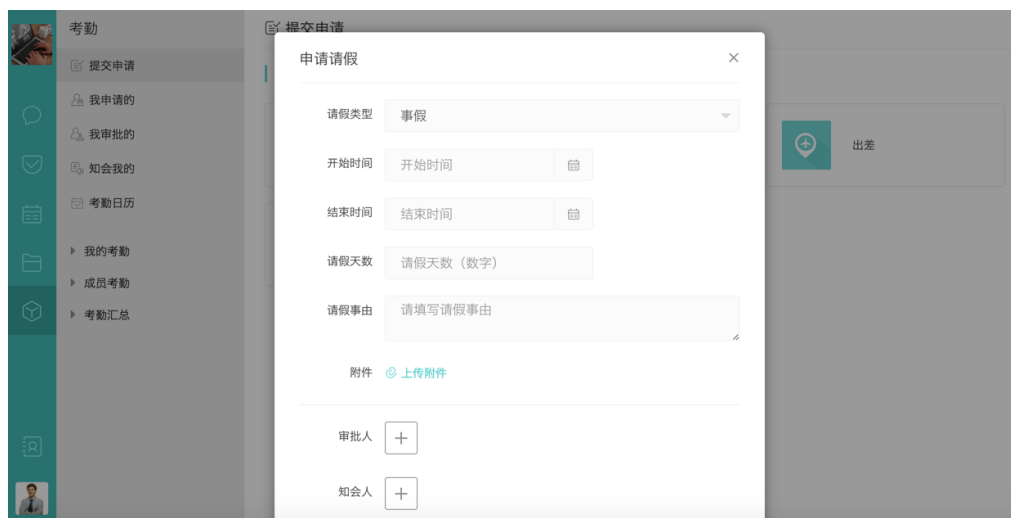 考勤
提交申请
我申请的
我审批的
知会我的
考勤日历
我的考勤
成员考勤
考勤汇总
提交申请
申请请假
请假类型 事假
开始时间 开始时间
结束时间 结束时间
请假天数 请假天数（数字）
请假事由 请填写请假事由
附件 上传附件
审批人
知会人
出差